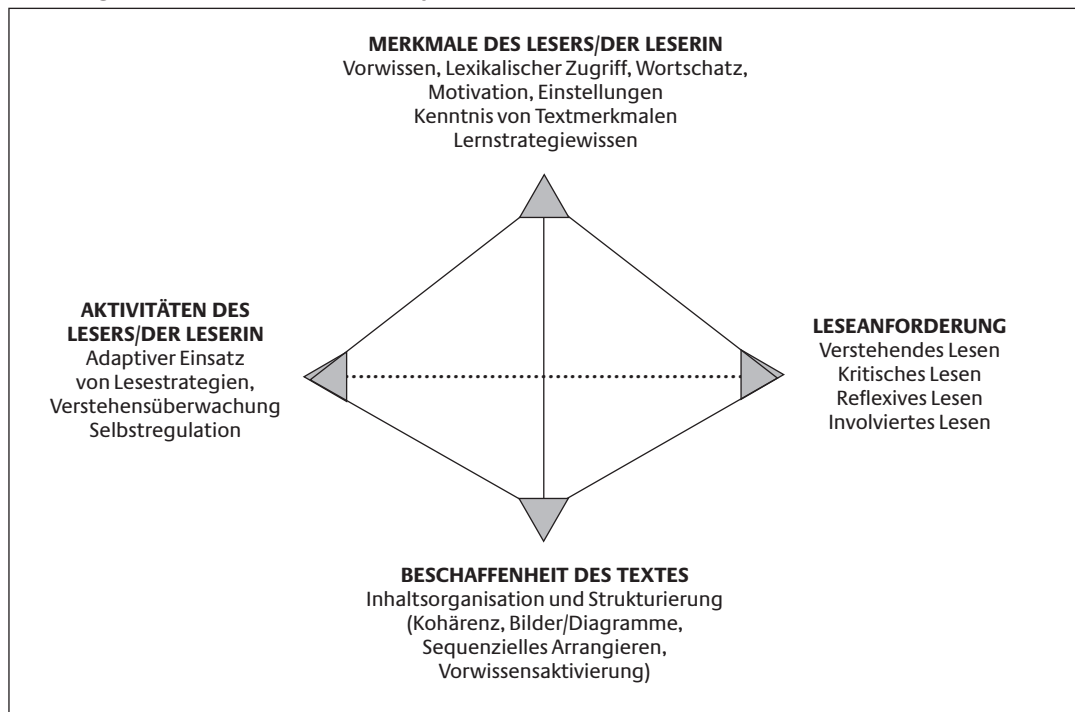 MERKMALE DES LESERS/DER LESERIN
Vorwissen, Lexikalischer Zugriff, Wortschatz,
Motivation, Einstellungen
Kenntnis von Textmerkmalen
Lernstrategiewissen
AKTIVITÄTEN DES
LESERS/DER LESERIN
Adaptiver Einsatz
von Lesestrategien,
Verstehensüberwachung
Selbstregulation
LESEANFORDERUNG
Verstehendes Lesen
Kritisches Lesen
Reflexives Lesen
Involviertes Lesen
BESCHAFFENHEIT DES TEXTES
Inhaltsorganisation und Strukturierung
(Kohärenz, Bilder/Diagramme,
Sequenzielles Arrangieren,
Vorwissensaktivierung)